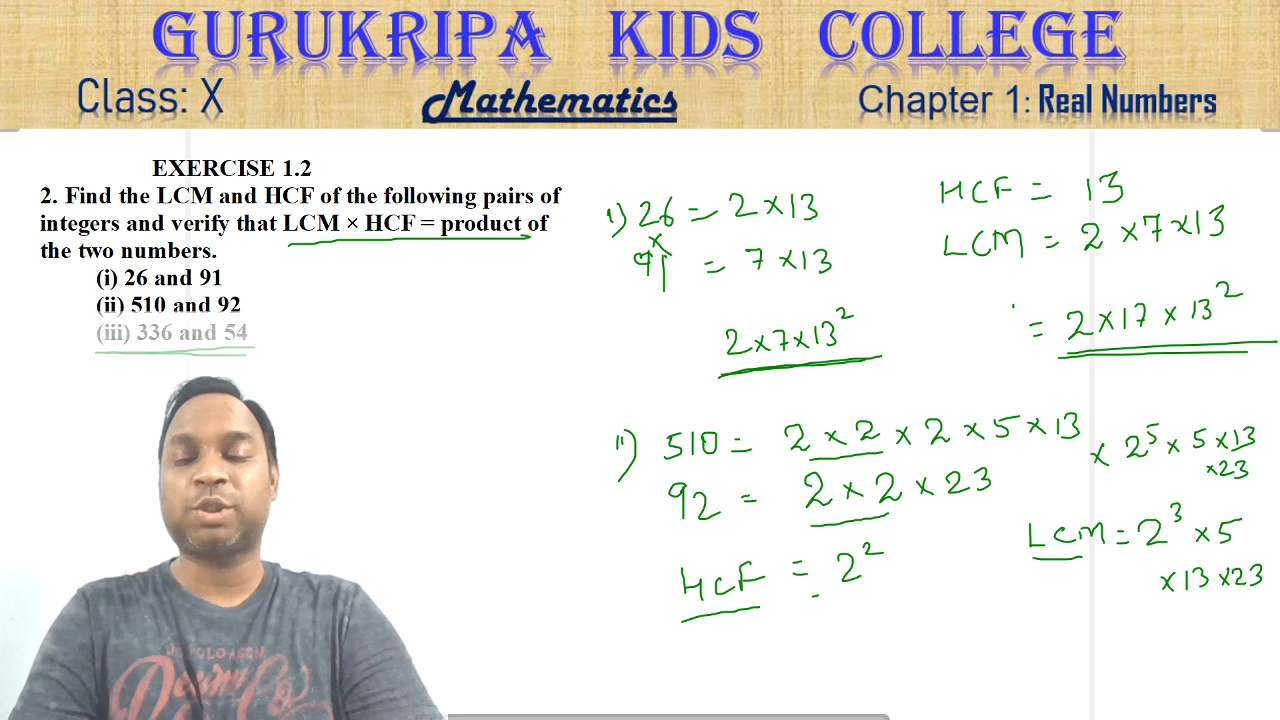 GURUKRIPA KIDS COLLEGE
Class: X
Mathematics
Chapter 1: Real Numbers
EXERCISE 1.2
2. Find the LCM and HCF of the following pairs of
integers and verify that LCM × HCF = product of
the two numbers.
(i) 26 and 91
(ii) 510 and 92
(iii) 336 and 54
i) 26 = 2 × 13
×
91 = 7 × 13
2 × 7 × 13²
HCF = 13
LCM = 2 × 7 × 13
= 2 × 17 × 13²
ii) 510 = 2 × 2 × 2 × 5 × 13
92 = 2 × 2 × 23
× 2⁵ × 5 × 13
× 23
HCF = 2²
LCM = 2³ × 5
× 13 × 23